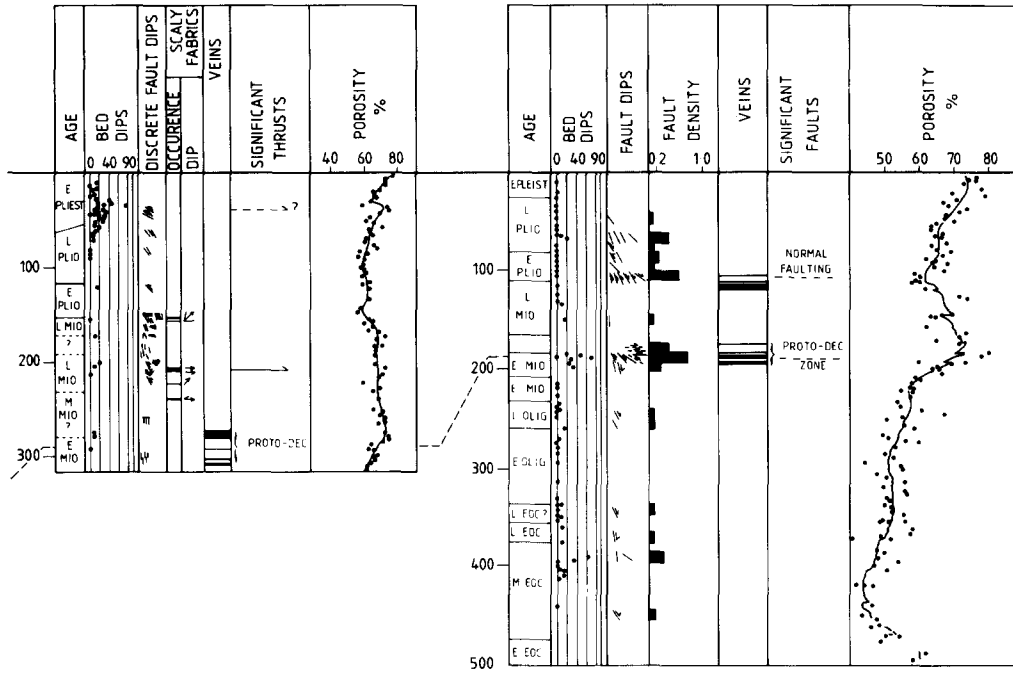 AGE
BED
DIPS
0 40 90
DISCRETE FAULT DIPS
SCALY
FABRICS
OCCURENCE
DIP
VEINS
SIGNIFICANT
THRUSTS
POROSITY
%
40 60 80
E
PLIEST
L
PLIO
E
PLIO
L MIO
?
L
MIO
M
MIO
?
E
MIO
100
200
300
?
PROTO-DEC
AGE
BED
DIPS
0 40 90
FAULT DIPS
FAULT
DENSITY
0 2 10
VEINS
SIGNIFICANT
FAULTS
POROSITY
%
50 60 70 80
EPLEIST
L
PLIO
E
PLIO
L
MIO
E MIO
E MIO
L OLIG
E OLIG
L EOC?
L EOC
M EOC
E EOC
100
200
300
400
500
NORMAL
FAULTING
PROTO-DEC
ZONE